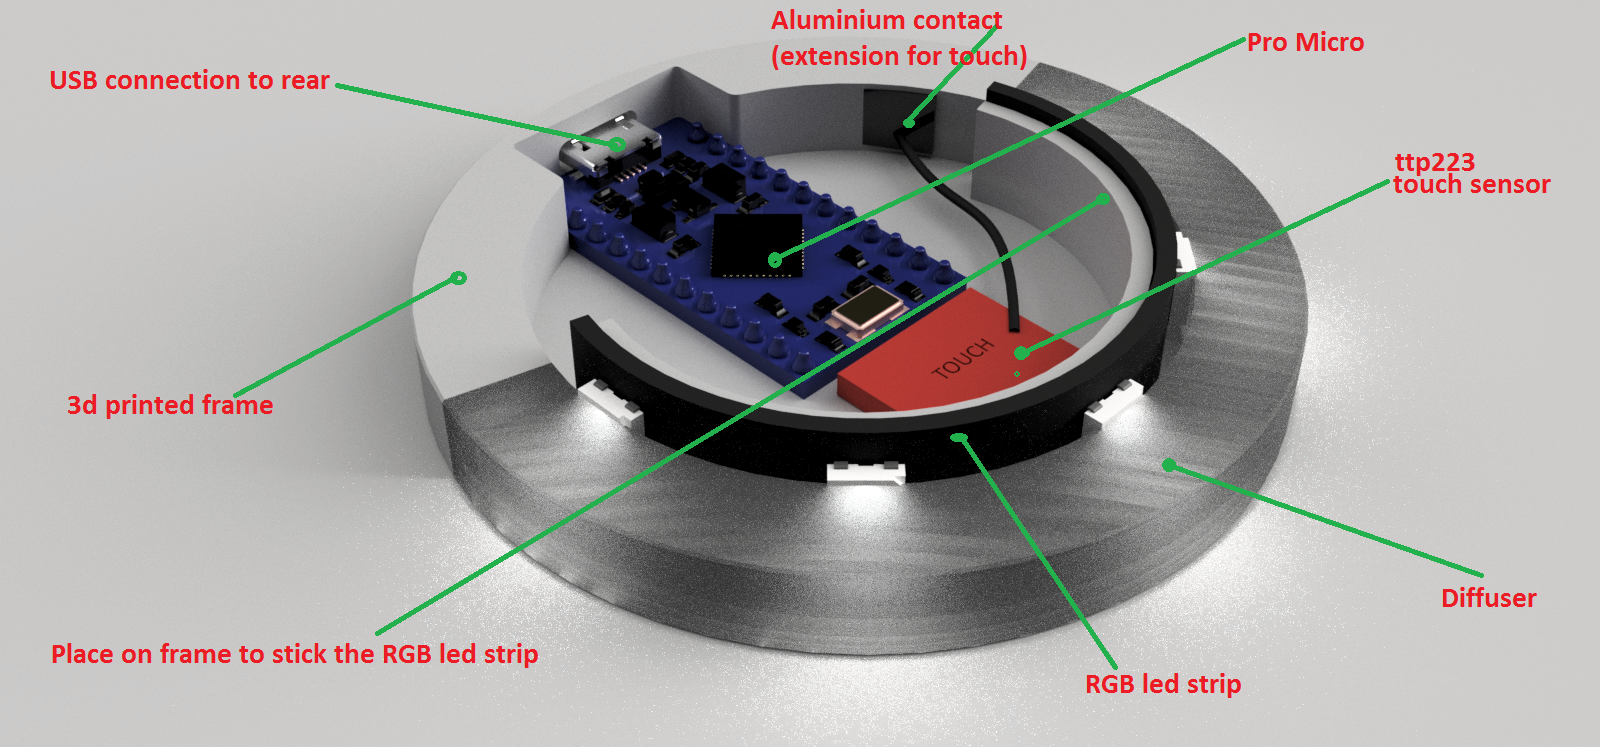 Aluminium contact
(extension for touch)
Pro Micro
USB connection to rear
ttp223
touch sensor
TOUCH
3d printed frame
Diffuser
Place on frame to stick the RGB led strip
RGB led strip